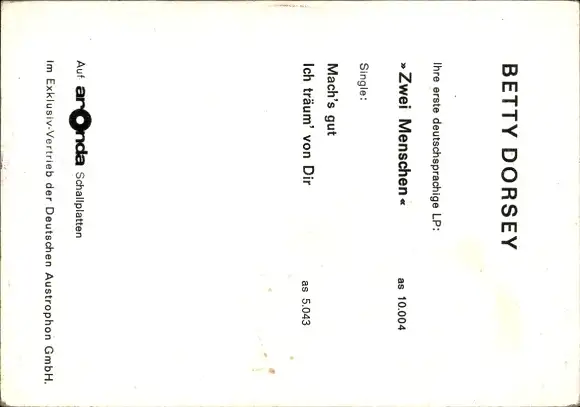 BETTY DORSEY
Ihre erste deutschsprachige LP:
»Zwei Menschen« as 10.004
Single:
Mach's gut
Ich träum' von Dir as 5.043
Auf arOnda Schallplatten
Im Exklusiv-Vertrieb der Deutschen Austrophon GmbH.